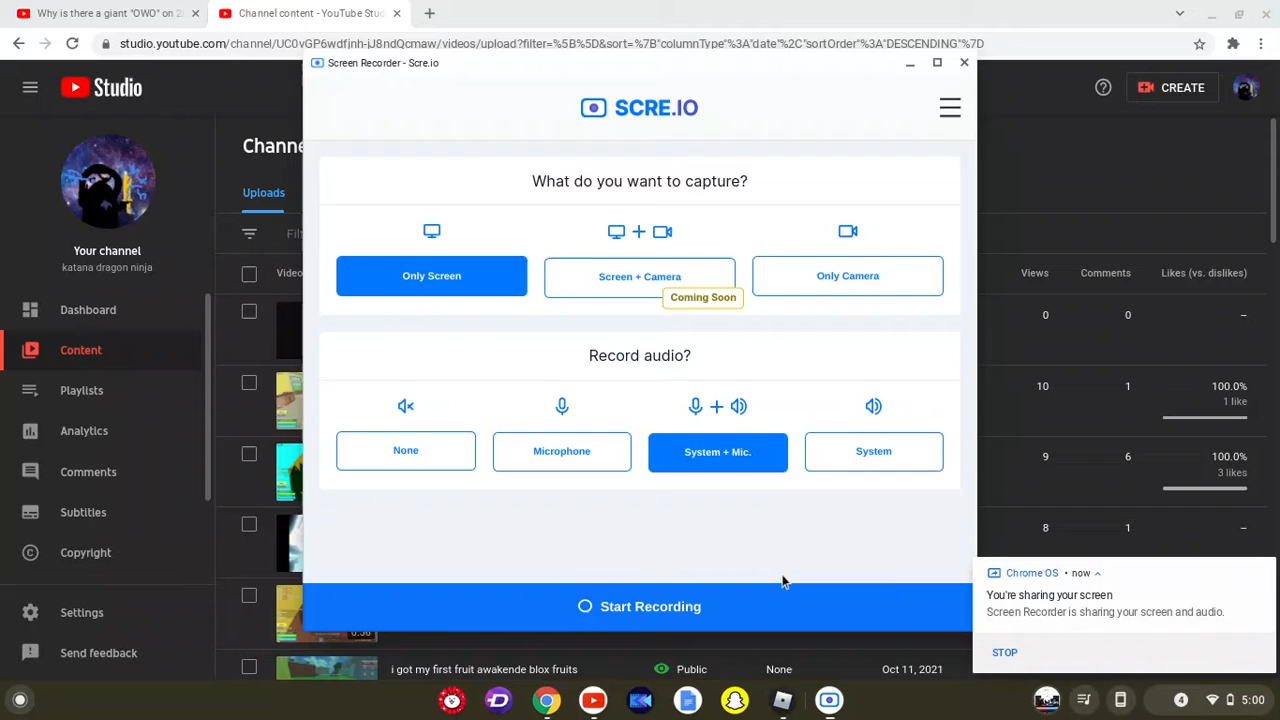 Why is there a giant "OWO" on 2
Channel content - YouTube Stud
studio.youtube.com/channel/UC0vGP6wdfjnh-jJ8ndQcmaw/videos/upload?filter=%5B%5D&sort=%7B"columnType"%3A"date"%2C"sortOrder"%3A"DESCENDING"%7D
Screen Recorder - Scre.io
Studio
SCRE.IO
CREATE
Channe
What do you want to capture?
Uploads
Filt
Your channel
katana dragon ninja
Only Screen
Screen + Camera
Only Camera
Coming Soon
Video
Views
Comments
Likes (vs. dislikes)
Dashboard
0
0
–
Content
Record audio?
Playlists
10
1
100.0%
1 like
Analytics
None
Microphone
System + Mic.
System
9
6
100.0%
3 likes
Comments
Subtitles
8
1
–
Copyright
Chrome OS • now
You're sharing your screen
Screen Recorder is sharing your screen and audio.
STOP
Settings
Start Recording
0:56
Send feedback
i got my first fruit awakende blox fruits
Public
None
Oct 11, 2021
4
5:00